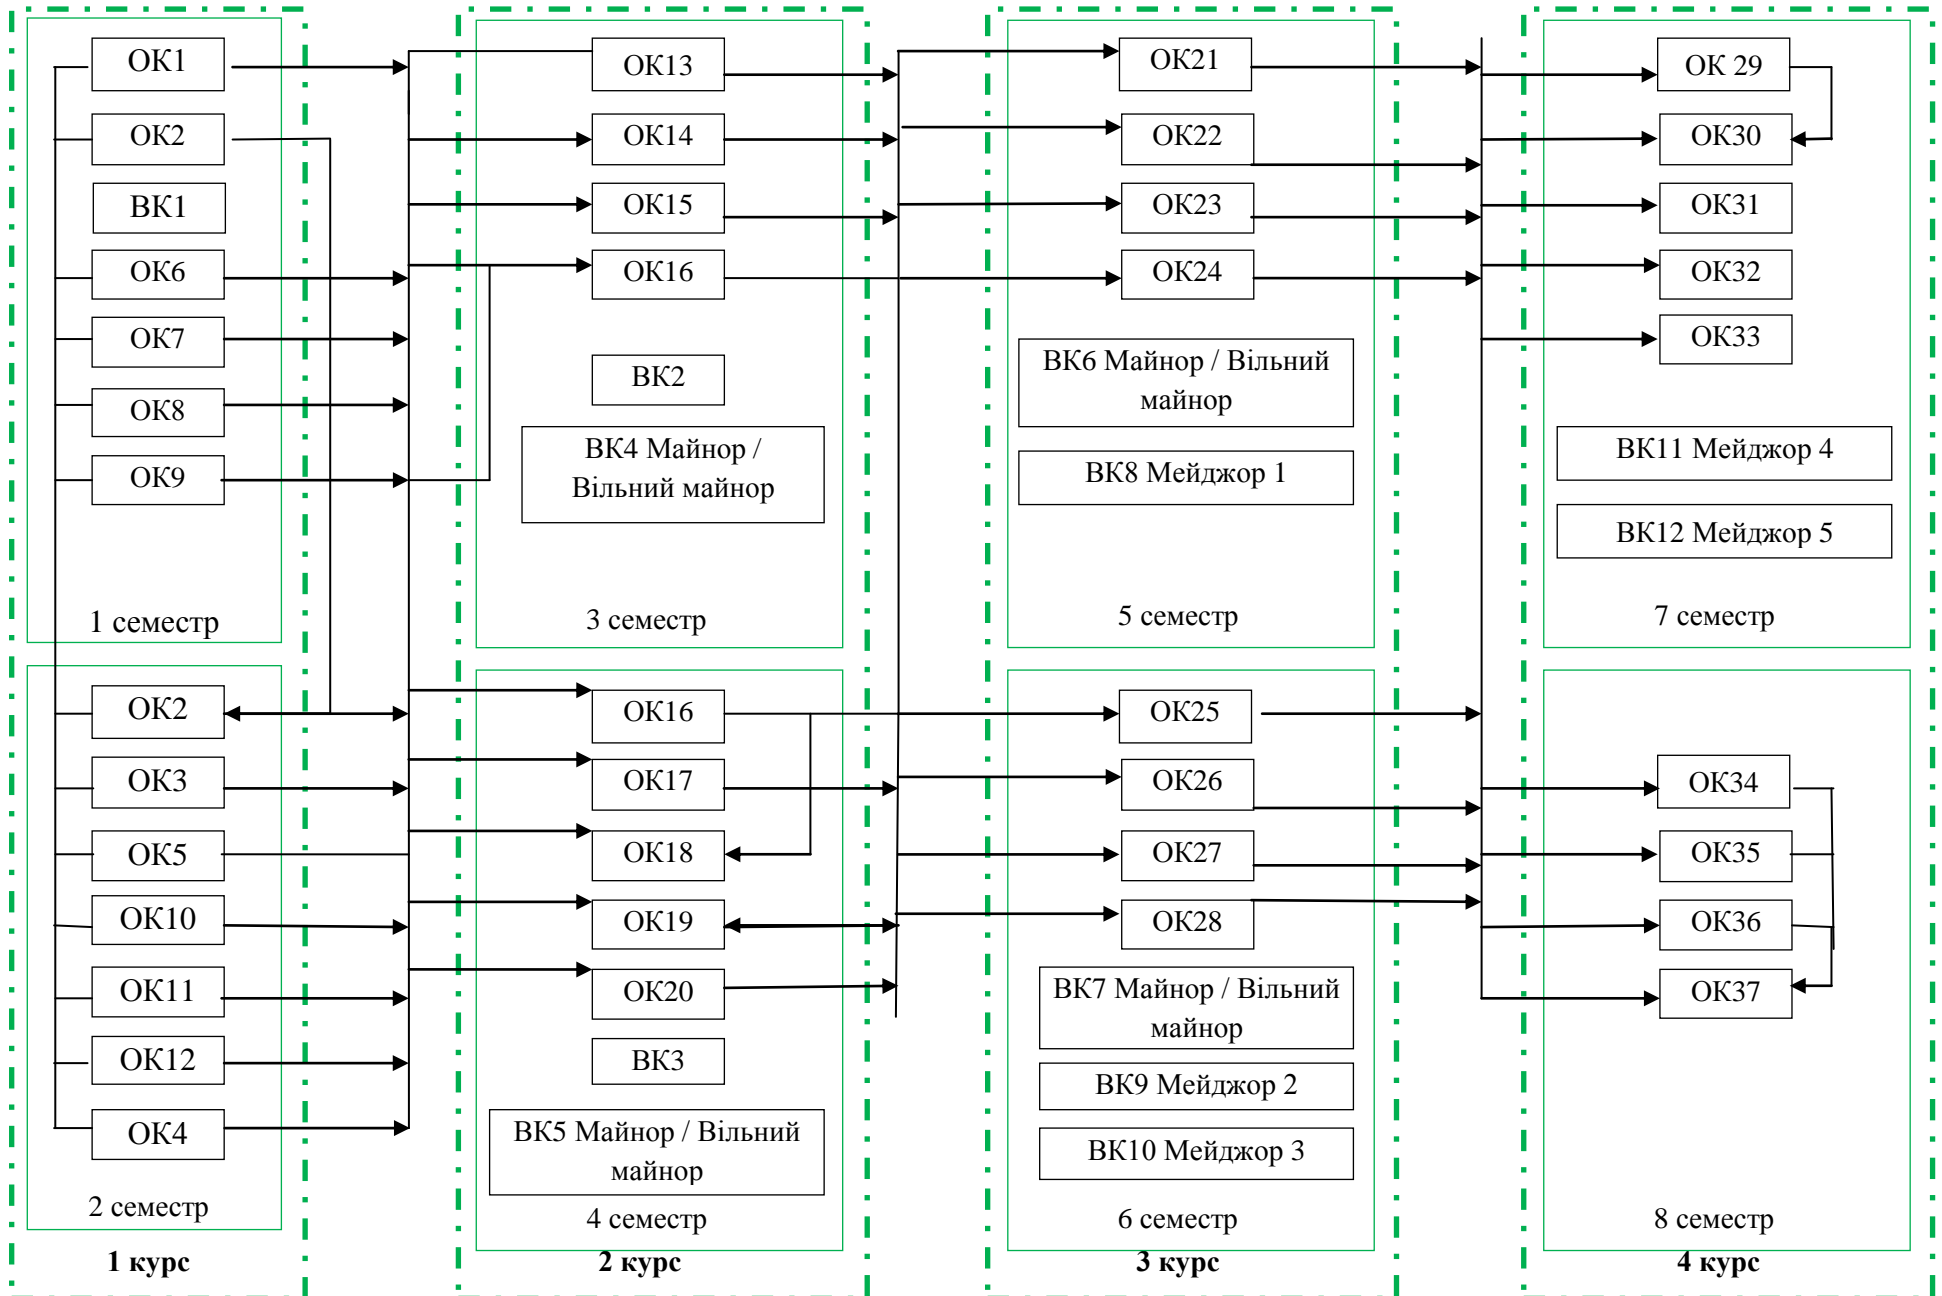 ОК1
ОК2
ВК1
ОК6
ОК7
ОК8
ОК9
1 семестр
ОК2
ОК3
ОК5
ОК10
ОК11
ОК12
ОК4
2 семестр
1 курс
ОК13
ОК14
ОК15
ОК16
ВК2
ВК4 Майнор /
Вільний майнор
3 семестр
ОК16
ОК17
ОК18
ОК19
ОК20
ВК3
ВК5 Майнор / Вільний
майнор
4 семестр
2 курс
ОК21
ОК22
ОК23
ОК24
ВК6 Майнор / Вільний
майнор
ВК8 Мейджор 1
5 семестр
ОК25
ОК26
ОК27
ОК28
ВК7 Майнор / Вільний
майнор
ВК9 Мейджор 2
ВК10 Мейджор 3
6 семестр
3 курс
ОК 29
ОК30
ОК31
ОК32
ОК33
ВК11 Мейджор 4
ВК12 Мейджор 5
7 семестр
ОК34
ОК35
ОК36
ОК37
8 семестр
4 курс